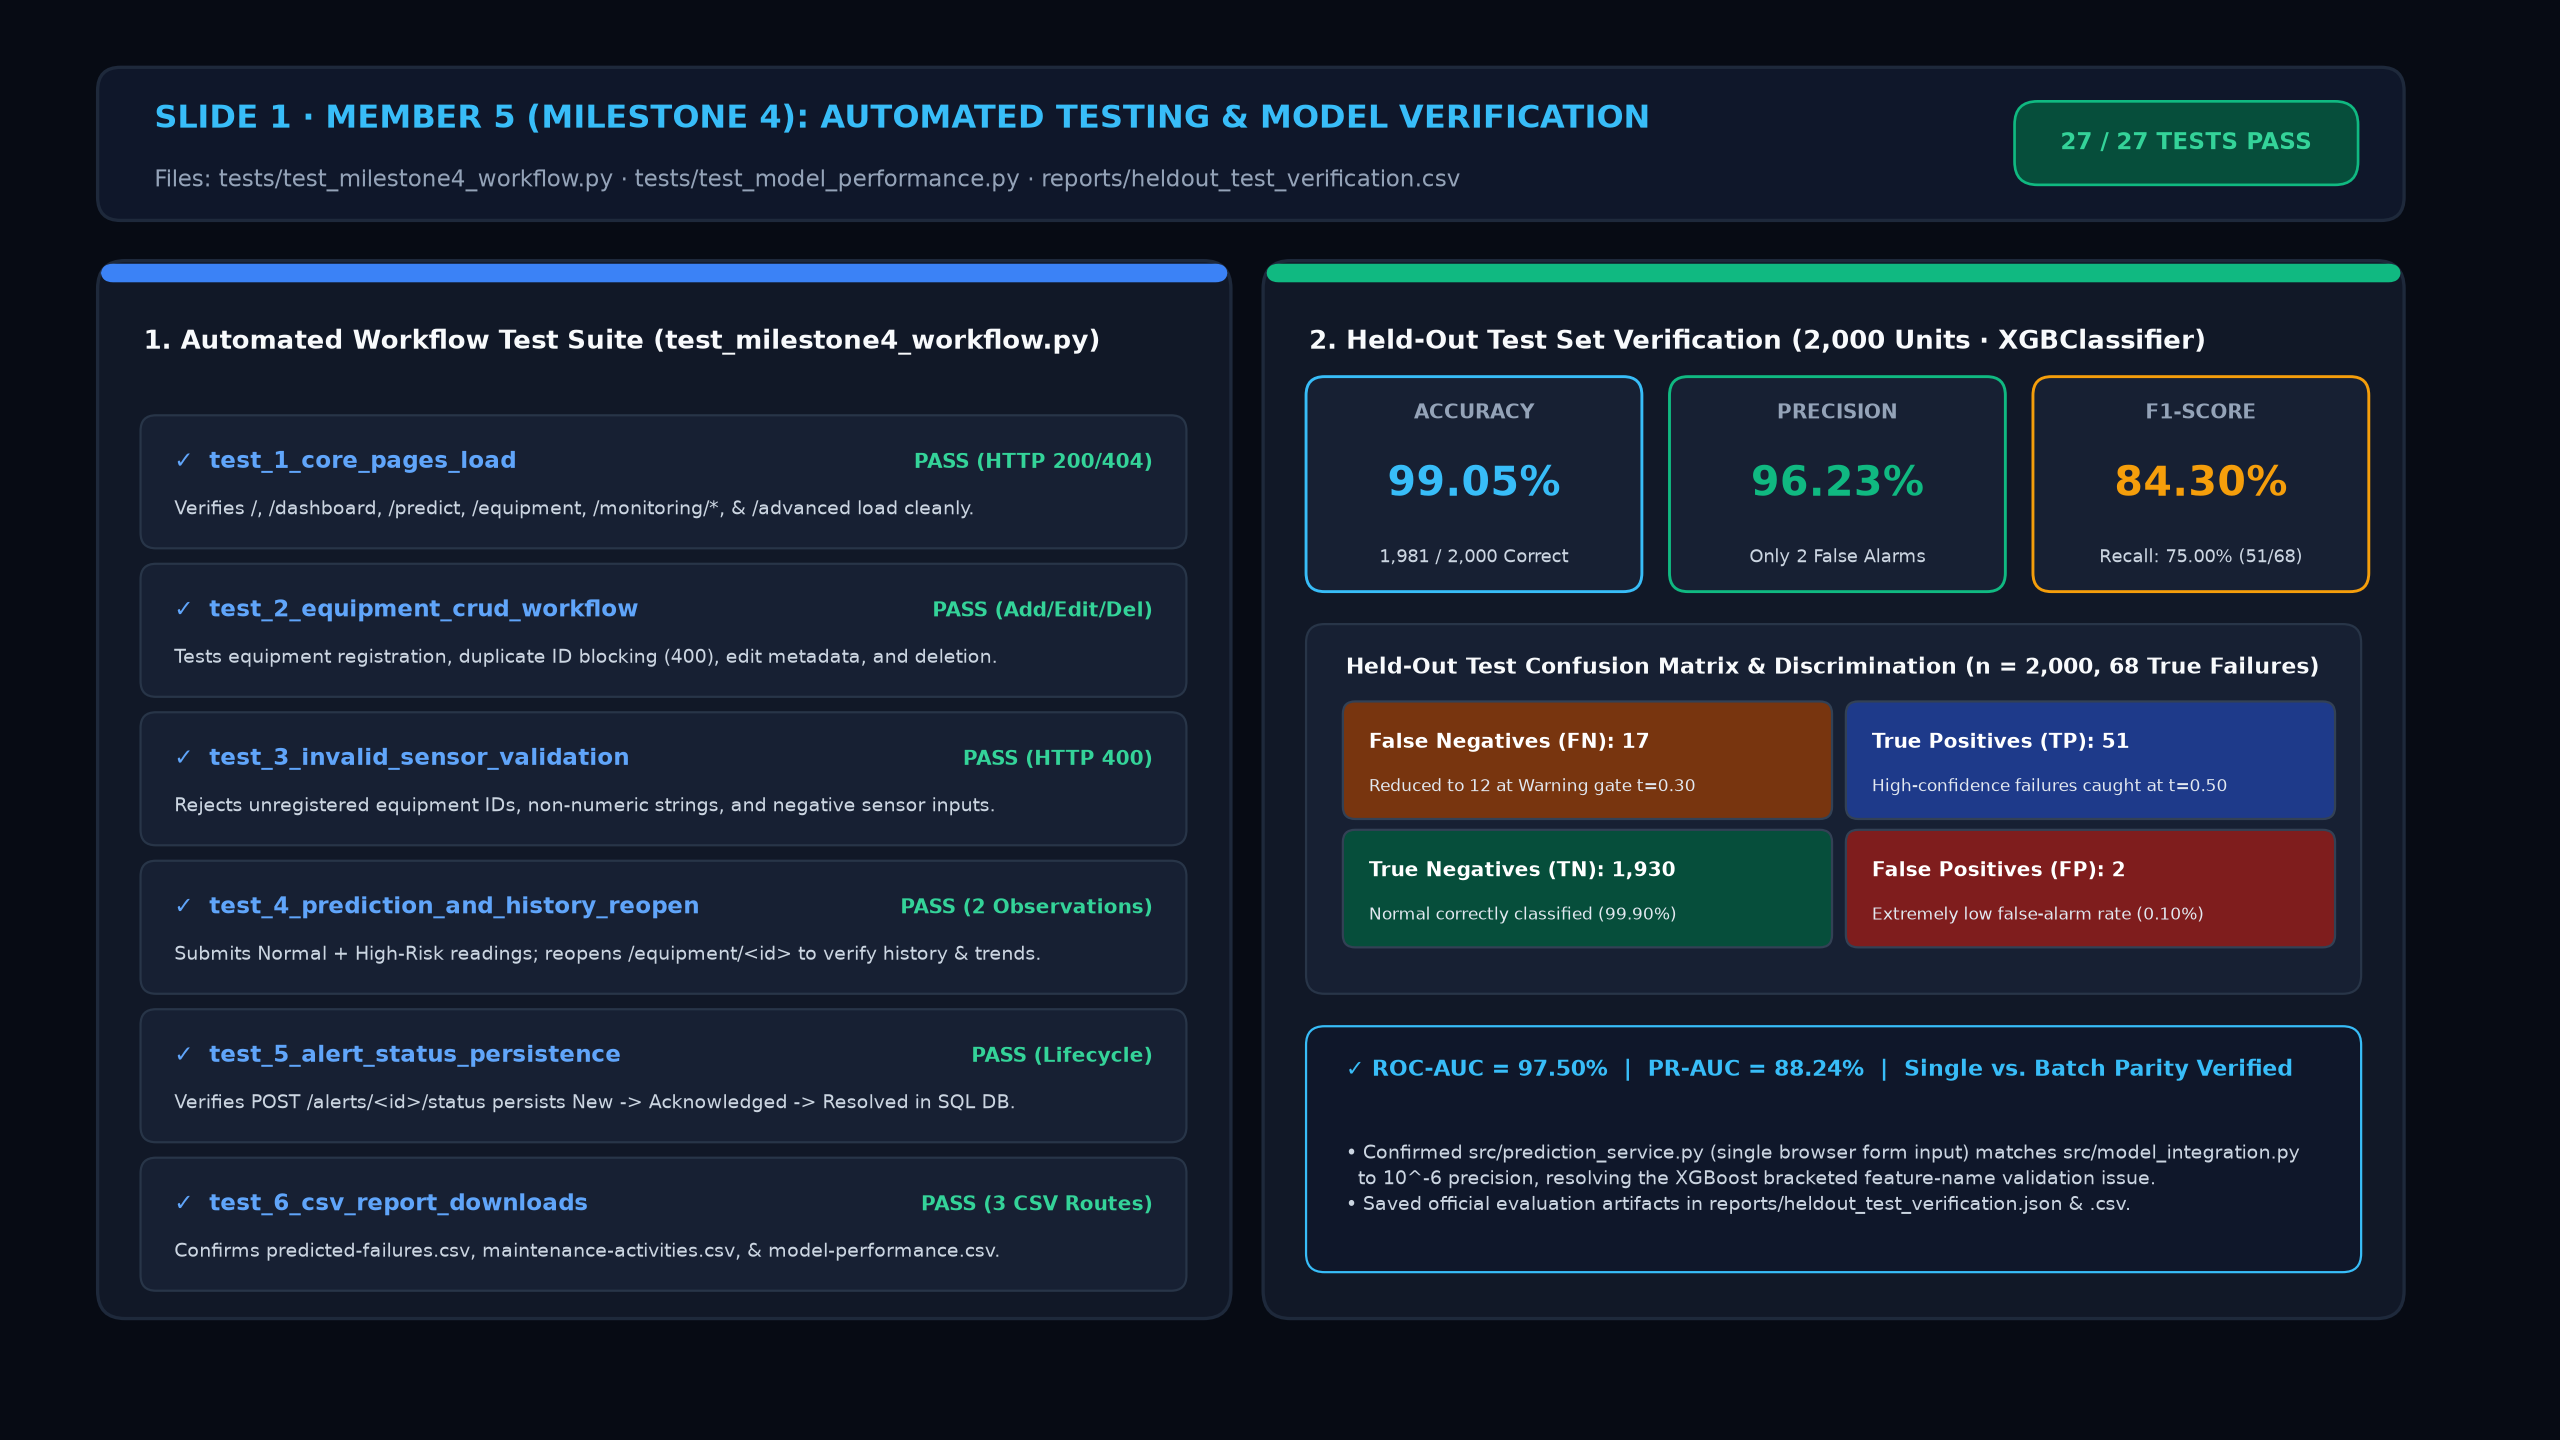 SLIDE 1 · MEMBER 5 (MILESTONE 4): AUTOMATED TESTING & MODEL VERIFICATION
Files: tests/test_milestone4_workflow.py · tests/test_model_performance.py · reports/heldout_test_verification.csv
27 / 27 TESTS PASS
1. Automated Workflow Test Suite (test_milestone4_workflow.py)
✓ test_1_core_pages_load
PASS (HTTP 200/404)
Verifies /, /dashboard, /predict, /equipment, /monitoring/*, & /advanced load cleanly.
✓ test_2_equipment_crud_workflow
PASS (Add/Edit/Del)
Tests equipment registration, duplicate ID blocking (400), edit metadata, and deletion.
✓ test_3_invalid_sensor_validation
PASS (HTTP 400)
Rejects unregistered equipment IDs, non-numeric strings, and negative sensor inputs.
✓ test_4_prediction_and_history_reopen
PASS (2 Observations)
Submits Normal + High-Risk readings; reopens /equipment/<id> to verify history & trends.
✓ test_5_alert_status_persistence
PASS (Lifecycle)
Verifies POST /alerts/<id>/status persists New -> Acknowledged -> Resolved in SQL DB.
✓ test_6_csv_report_downloads
PASS (3 CSV Routes)
Confirms predicted-failures.csv, maintenance-activities.csv, & model-performance.csv.
2. Held-Out Test Set Verification (2,000 Units · XGBClassifier)
ACCURACY
99.05%
1,981 / 2,000 Correct
PRECISION
96.23%
Only 2 False Alarms
F1-SCORE
84.30%
Recall: 75.00% (51/68)
Held-Out Test Confusion Matrix & Discrimination (n = 2,000, 68 True Failures)
False Negatives (FN): 17
Reduced to 12 at Warning gate t=0.30
True Positives (TP): 51
High-confidence failures caught at t=0.50
True Negatives (TN): 1,930
Normal correctly classified (99.90%)
False Positives (FP): 2
Extremely low false-alarm rate (0.10%)
✓ ROC-AUC = 97.50% | PR-AUC = 88.24% | Single vs. Batch Parity Verified
• Confirmed src/prediction_service.py (single browser form input) matches src/model_integration.py
to 10^-6 precision, resolving the XGBoost bracketed feature-name validation issue.
• Saved official evaluation artifacts in reports/heldout_test_verification.json & .csv.